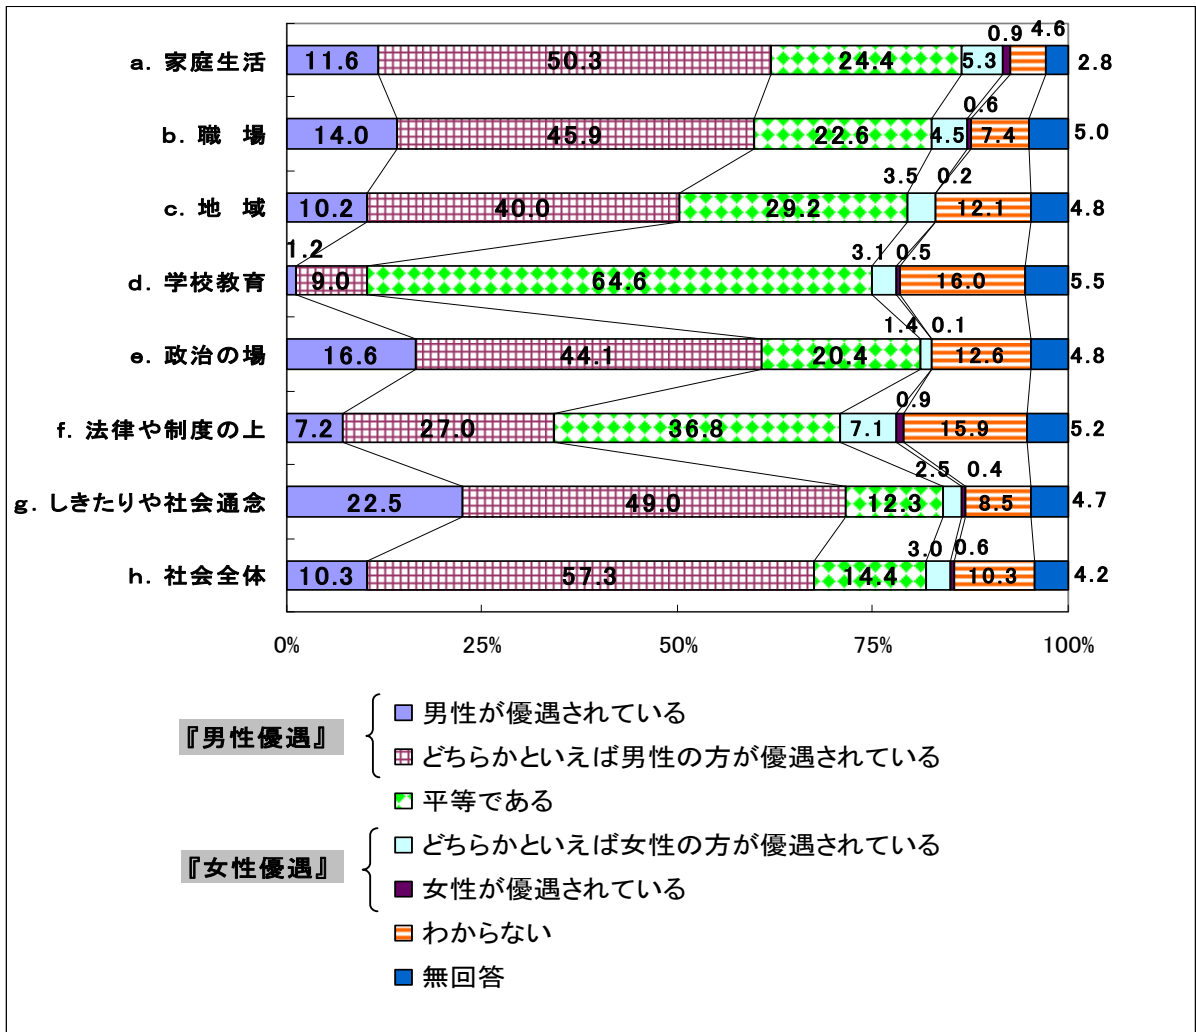 0.9 4.6
a. 家庭生活 11.6 50.3 24.4 5.3 2.8
0.6
b. 職　場 14.0 45.9 22.6 4.5 7.4 5.0
3.5 0.2
c. 地　域 10.2 40.0 29.2 12.1 4.8
1.2 3.1 0.5
d. 学校教育 9.0 64.6 16.0 5.5
1.4 0.1
e. 政治の場 16.6 44.1 20.4 12.6 4.8
0.9
f. 法律や制度の上 7.2 27.0 36.8 7.1 15.9 5.2
2.5 0.4
g. しきたりや社会通念 22.5 49.0 12.3 8.5 4.7
3.0 0.6
h. 社会全体 10.3 57.3 14.4 10.3 4.2
0% 25% 50% 75% 100%
『男性優遇』
男性が優遇されている
どちらかといえば男性の方が優遇されている
平等である
『女性優遇』
どちらかといえば女性の方が優遇されている
女性が優遇されている
わからない
無回答